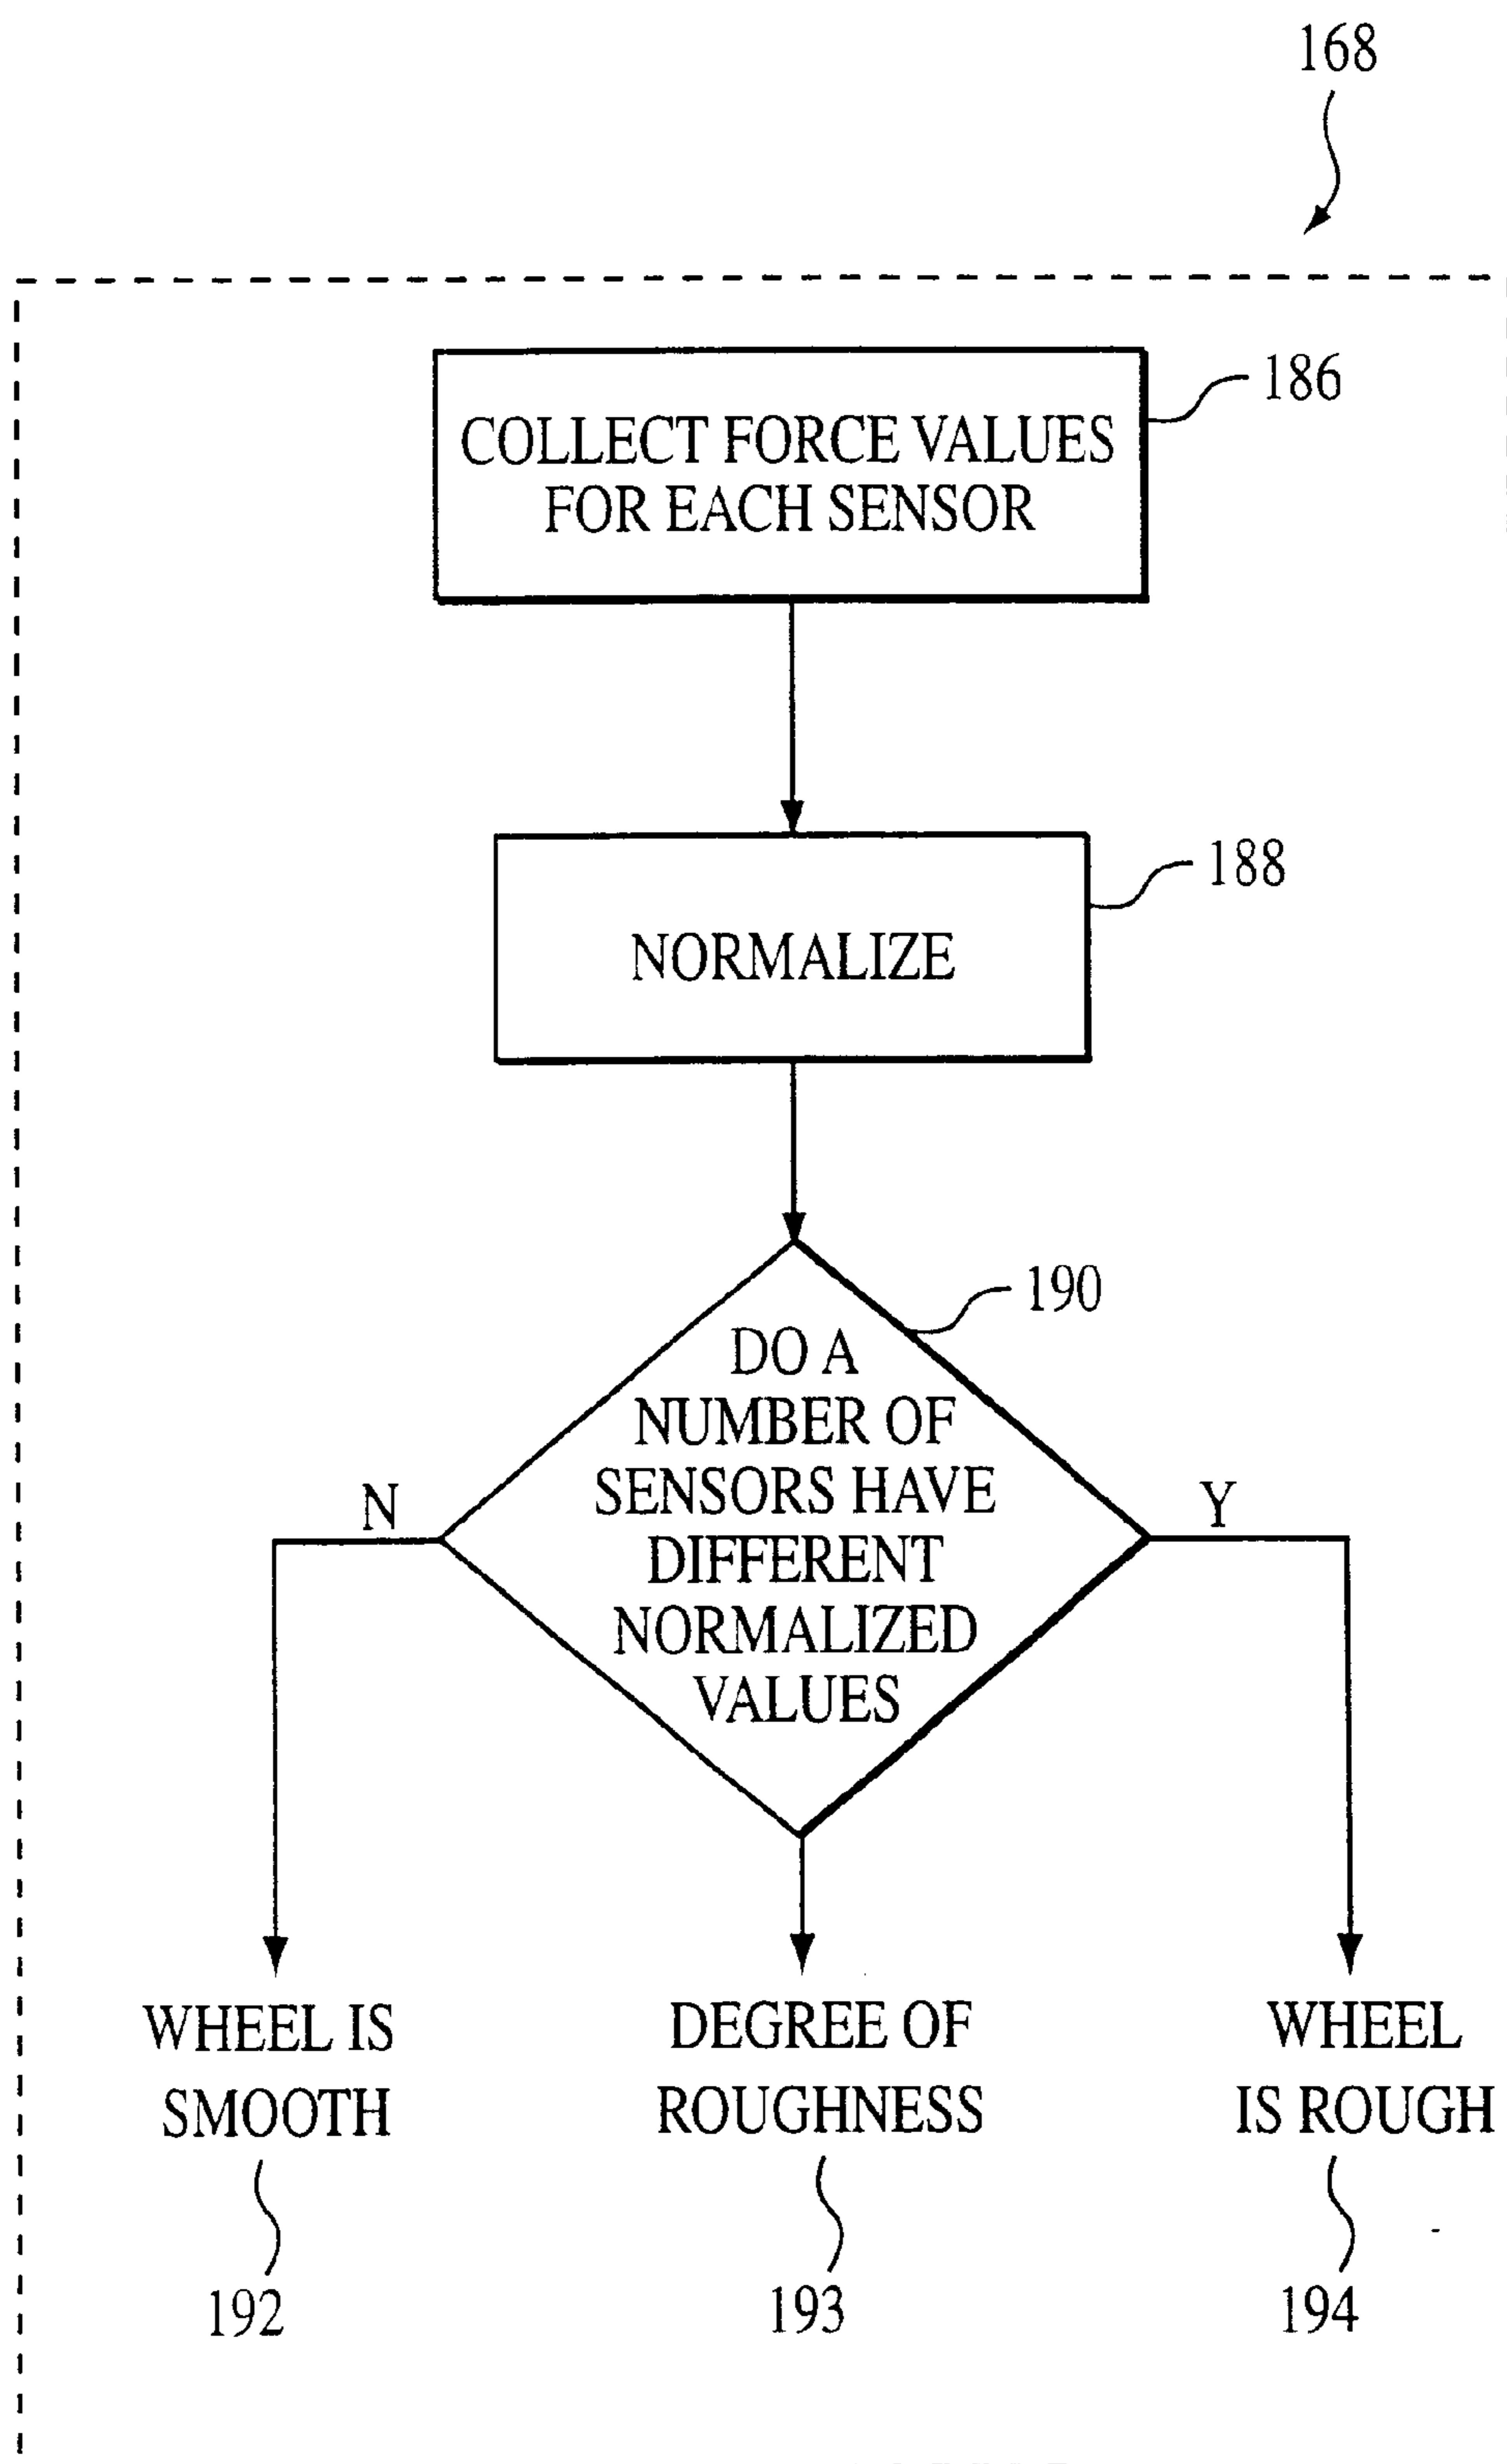 168
COLLECT FORCE VALUES
FOR EACH SENSOR
186
NORMALIZE
188
DO A
NUMBER OF
SENSORS HAVE
DIFFERENT
NORMALIZED
VALUES
190
N
Y
WHEEL IS
SMOOTH
192
DEGREE OF
ROUGHNESS
193
WHEEL
IS ROUGH
194